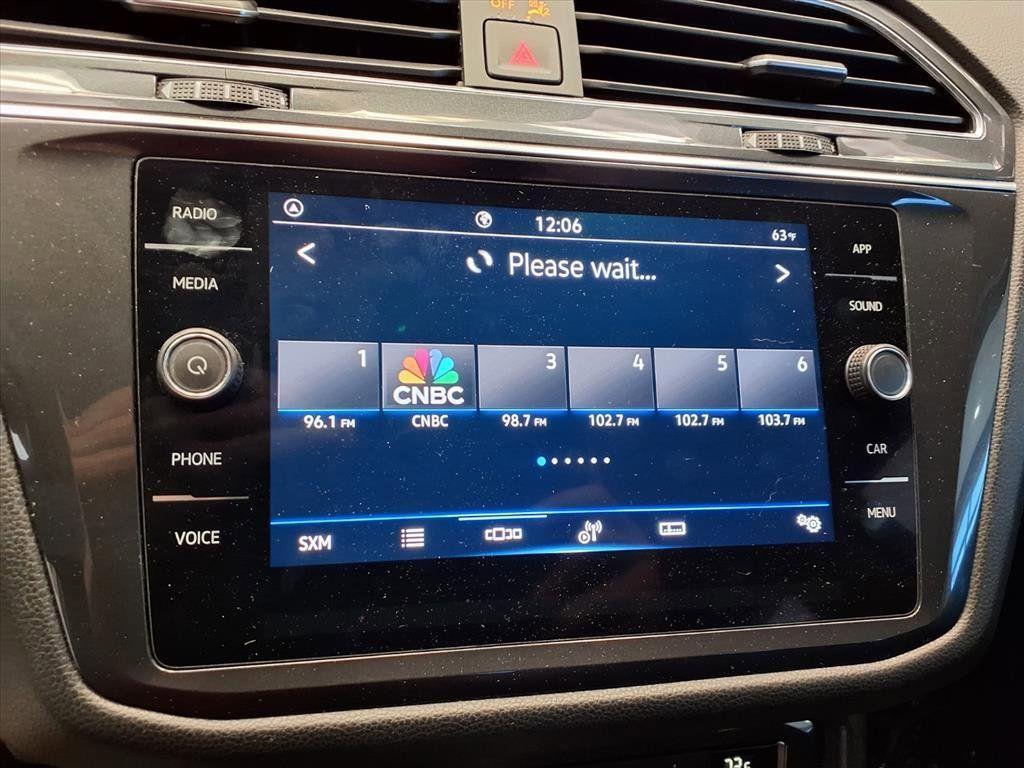 OFF
RADIO
MEDIA
PHONE
VOICE
12:06
63°F
Please wait...
1
CNBC
3
4
5
6
96.1 FM
CNBC
98.7 FM
102.7 FM
102.7 FM
103.7 FM
SXM
APP
SOUND
CAR
MENU